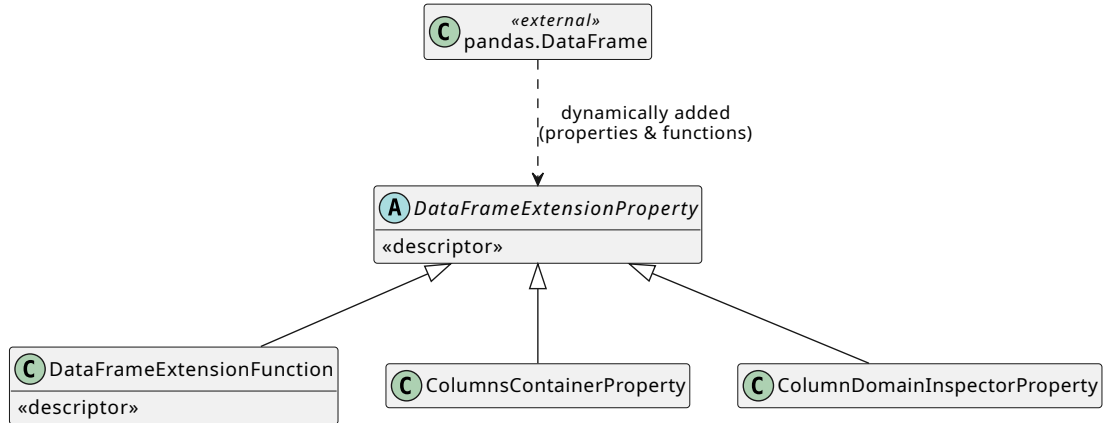 C
«external»
pandas.DataFrame
dynamically added
(properties & functions)
A
DataFrameExtensionProperty
«descriptor»
C
DataFrameExtensionFunction
«descriptor»
C
ColumnsContainerProperty
C
ColumnDomainInspectorProperty